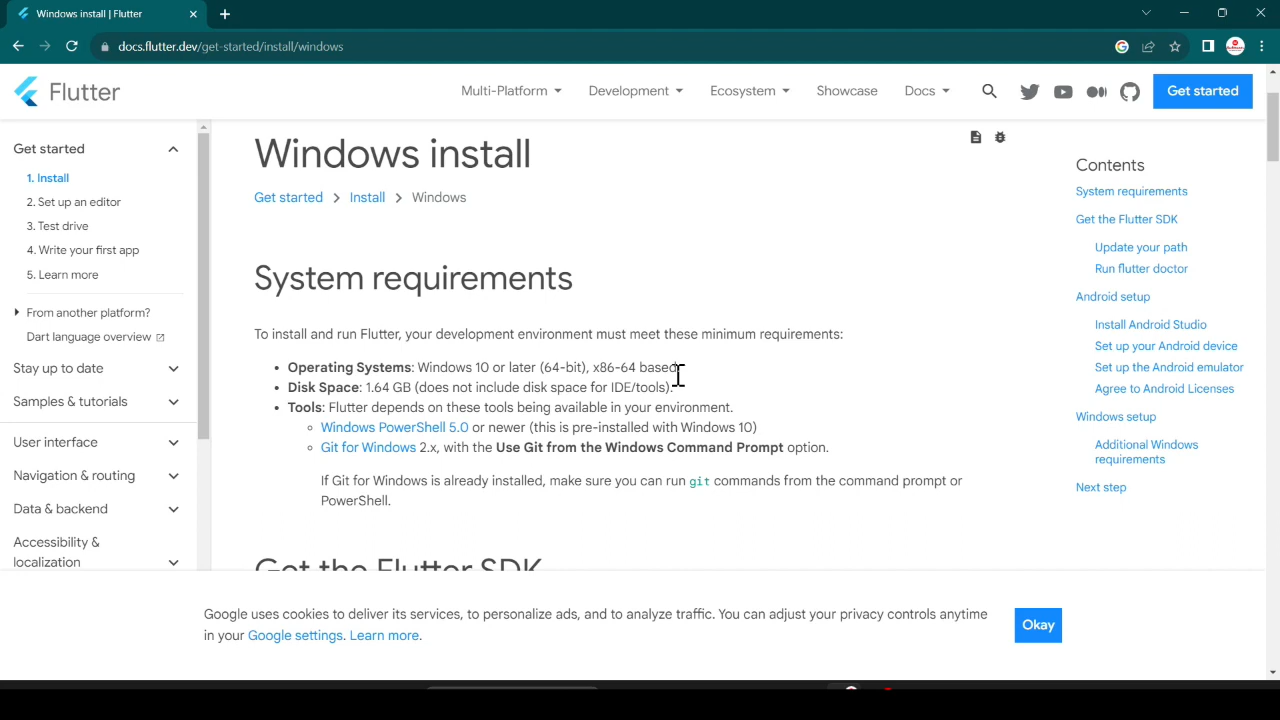 Windows install | Flutter
docs.flutter.dev/get-started/install/windows
Flutter
Multi-Platform
Development
Ecosystem
Showcase
Docs
Get started
Get started
1. Install
2. Set up an editor
3. Test drive
4. Write your first app
5. Learn more
From another platform?
Dart language overview
Stay up to date
Samples & tutorials
User interface
Navigation & routing
Data & backend
Accessibility &
localization
Windows install
Get started > Install > Windows
System requirements
To install and run Flutter, your development environment must meet these minimum requirements:
• Operating Systems: Windows 10 or later (64-bit), x86-64 based.
• Disk Space: 1.64 GB (does not include disk space for IDE/tools).
• Tools: Flutter depends on these tools being available in your environment.
Windows PowerShell 5.0 or newer (this is pre-installed with Windows 10)
Git for Windows 2.x, with the Use Git from the Windows Command Prompt option.
If Git for Windows is already installed, make sure you can run git commands from the command prompt or
PowerShell.
Get the Flutter SDK
Contents
System requirements
Get the Flutter SDK
Update your path
Run flutter doctor
Android setup
Install Android Studio
Set up your Android device
Set up the Android emulator
Agree to Android Licenses
Windows setup
Additional Windows
requirements
Next step
Google uses cookies to deliver its services, to personalize ads, and to analyze traffic. You can adjust your privacy controls anytime
in your Google settings. Learn more.
Okay